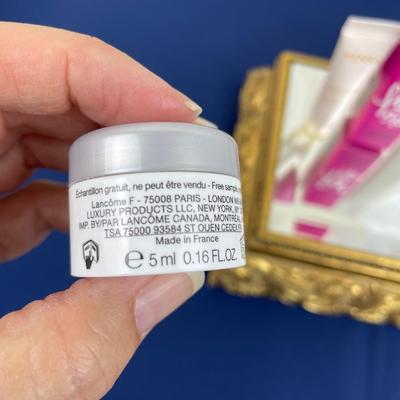 Échantillon gratuit, ne peut être vendu - Free sample,
Lancôme F - 75008 PARIS - LONDON
LUXURY PRODUCTS LLC, NEW YORK,
IMP. BY/PAR LANCÔME CANADA, MONTRÉAL
TSA 75000 93584 ST OUEN CEDEX
Made in France
e 5 ml 0.16 FL.OZ.